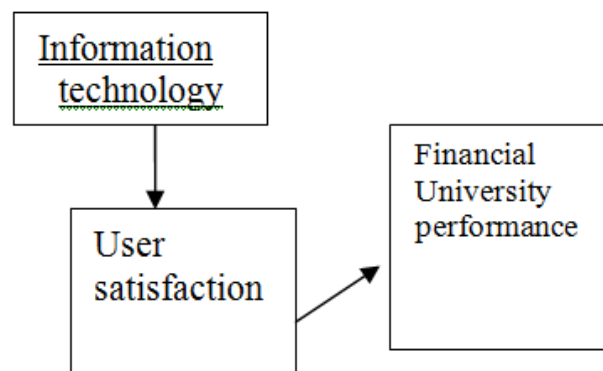 Information
technology
User
satisfaction
Financial
University
performance